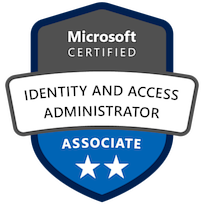 Microsoft
CERTIFIED
IDENTITY AND ACCESS
ADMINISTRATOR
ASSOCIATE